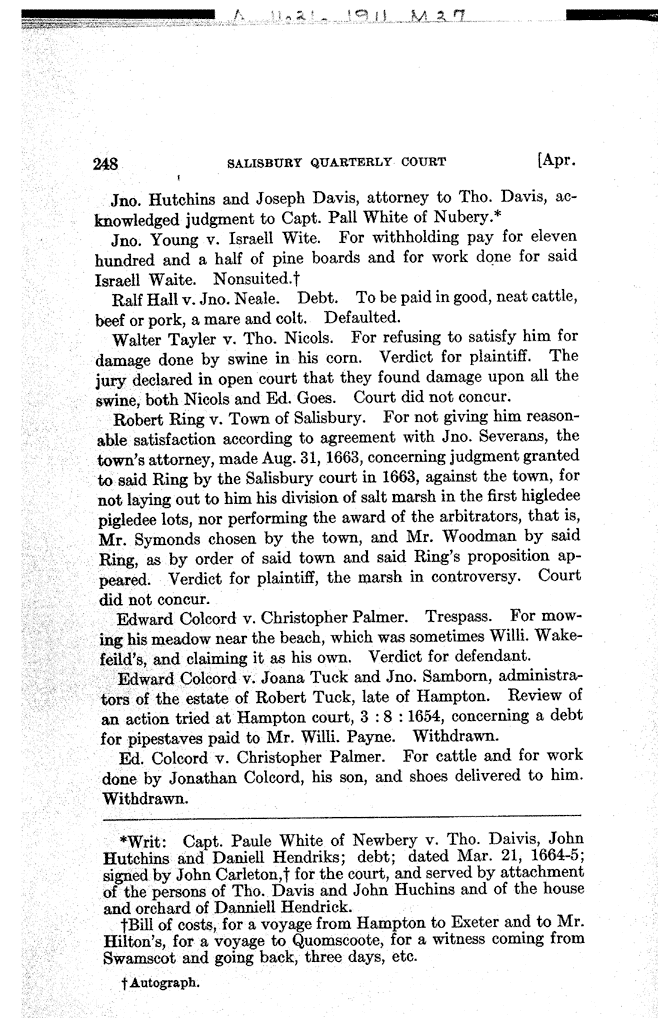 A 11.21.1911 M27
248 SALISBURY QUARTERLY COURT [Apr.
Jno. Hutchins and Joseph Davis, attorney to Tho. Davis, ac-
knowledged judgment to Capt. Pall White of Nubery.*
Jno. Young v. Israell Wite. For withholding pay for eleven
hundred and a half of pine boards and for work done for said
Israell Waite. Nonsuited.†
Ralf Hall v. Jno. Neale. Debt. To be paid in good, neat cattle,
beef or pork, a mare and colt. Defaulted.
Walter Tayler v. Tho. Nicols. For refusing to satisfy him for
damage done by swine in his corn. Verdict for plaintiff. The
jury declared in open court that they found damage upon all the
swine, both Nicols and Ed. Goes. Court did not concur.
Robert Ring v. Town of Salisbury. For not giving him reason-
able satisfaction according to agreement with Jno. Severans, the
town's attorney, made Aug. 31, 1663, concerning judgment granted
to said Ring by the Salisbury court in 1663, against the town, for
not laying out to him his division of salt marsh in the first higledee
pigledee lots, nor performing the award of the arbitrators, that is,
Mr. Symonds chosen by the town, and Mr. Woodman by said
Ring, as by order of said town and said Ring's proposition ap-
peared. Verdict for plaintiff, the marsh in controversy. Court
did not concur.
Edward Colcord v. Christopher Palmer. Trespass. For mow-
ing his meadow near the beach, which was sometimes Willi. Wake-
feild's, and claiming it as his own. Verdict for defendant.
Edward Colcord v. Joana Tuck and Jno. Samborn, administra-
tors of the estate of Robert Tuck, late of Hampton. Review of
an action tried at Hampton court, 3 : 8 : 1654, concerning a debt
for pipestaves paid to Mr. Willi. Payne. Withdrawn.
Ed. Colcord v. Christopher Palmer. For cattle and for work
done by Jonathan Colcord, his son, and shoes delivered to him.
Withdrawn.
*Writ: Capt. Paule White of Newbery v. Tho. Daivis, John
Hutchins and Daniell Hendriks; debt; dated Mar. 21, 1664-5;
signed by John Carleton,† for the court, and served by attachment
of the persons of Tho. Davis and John Huchins and of the house
and orchard of Danniell Hendrick.
†Bill of costs, for a voyage from Hampton to Exeter and to Mr.
Hilton's, for a voyage to Quomscoote, for a witness coming from
Swamscot and going back, three days, etc.
†Autograph.